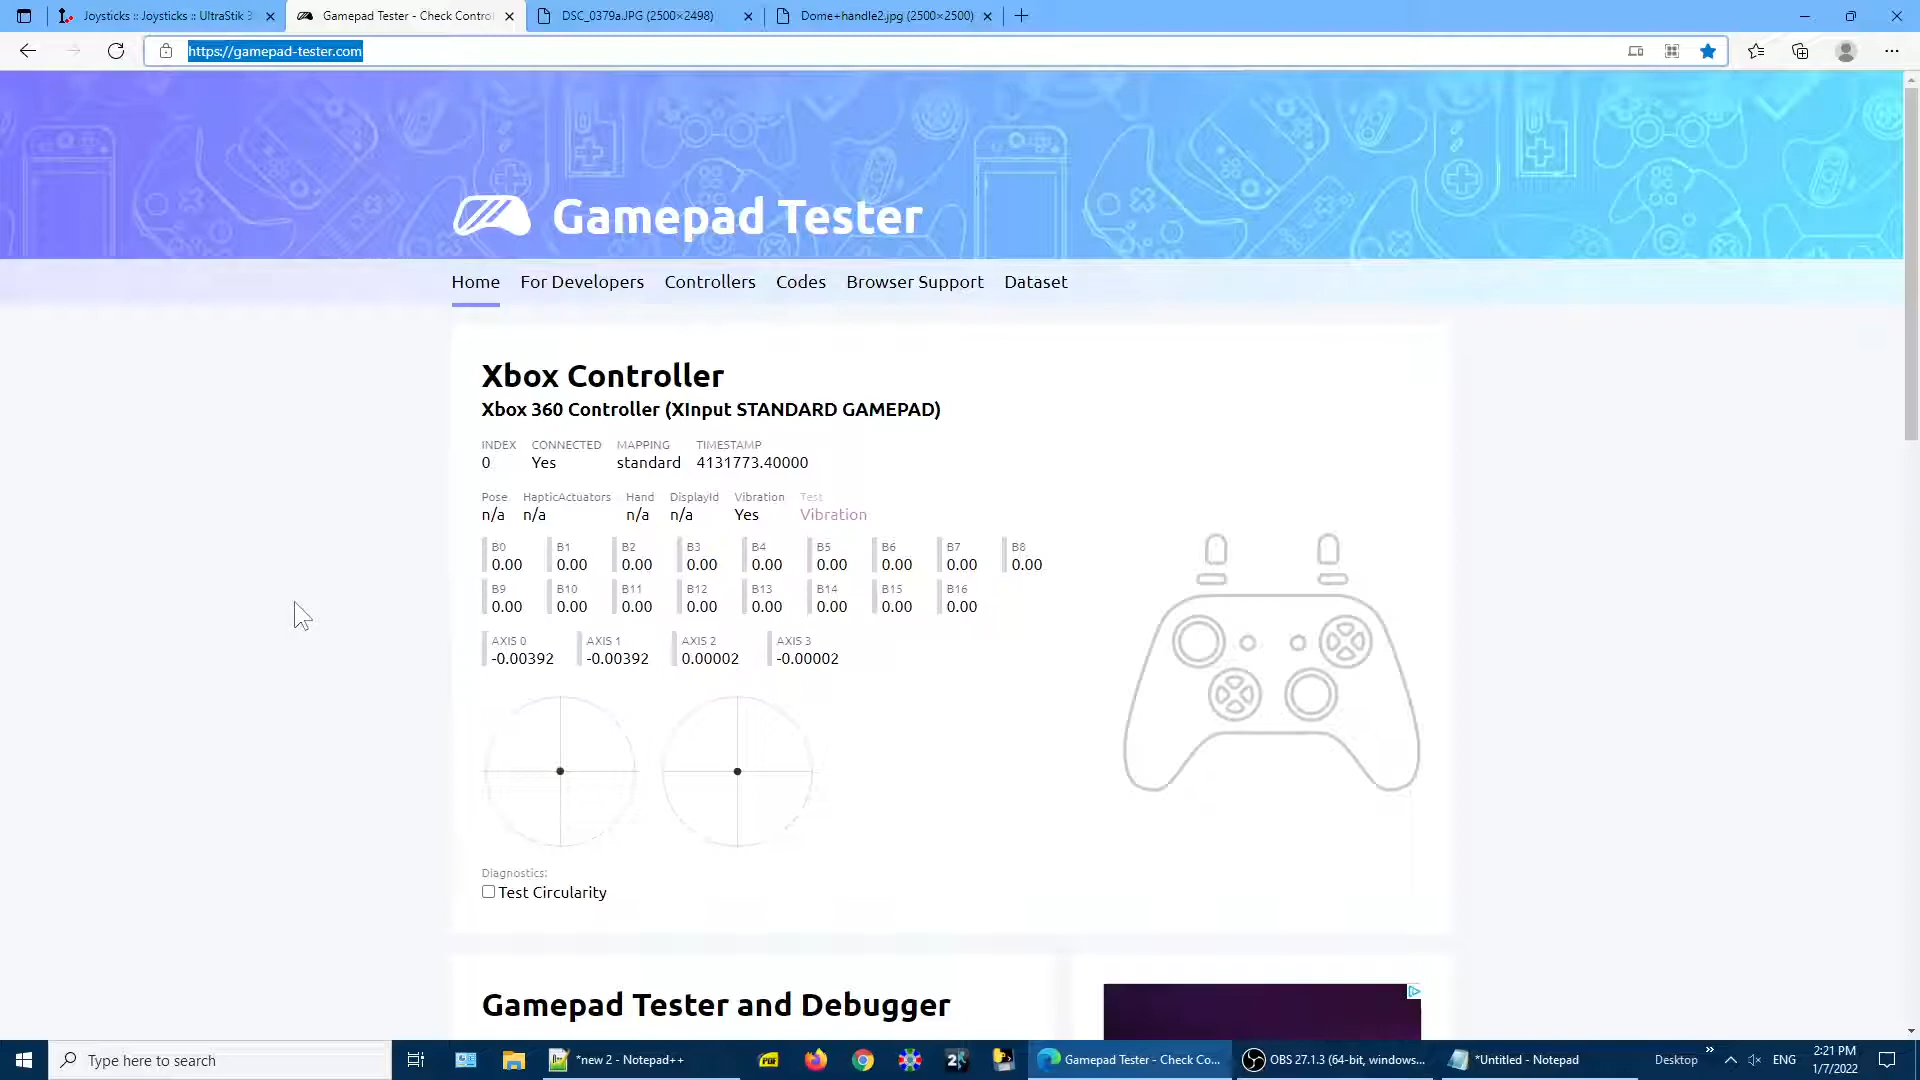 Joysticks :: Joysticks :: UltraStik 3
Gamepad Tester - Check Control
DSC_0379a.JPG (2500×2498)
Dome+handle2.jpg (2500×2500)
https://gamepad-tester.com
Gamepad Tester
Home For Developers Controllers Codes Browser Support Dataset
Xbox Controller
Xbox 360 Controller (XInput STANDARD GAMEPAD)
INDEX CONNECTED MAPPING TIMESTAMP
0 Yes standard 4131773.40000
Pose HapticActuators Hand DisplayId Vibration Test
n/a n/a n/a n/a Yes Vibration
B0 B1 B2 B3 B4 B5 B6 B7 B8
0.00 0.00 0.00 0.00 0.00 0.00 0.00 0.00 0.00
B9 B10 B11 B12 B13 B14 B15 B16
0.00 0.00 0.00 0.00 0.00 0.00 0.00 0.00
AXIS 0 AXIS 1 AXIS 2 AXIS 3
-0.00392 -0.00392 0.00002 -0.00002
Diagnostics:
Test Circularity
Gamepad Tester and Debugger
Type here to search
*new 2 - Notepad++
Gamepad Tester - Check Co...
OBS 27.1.3 (64-bit, windows...
*Untitled - Notepad
Desktop
ENG
2:21 PM
1/7/2022